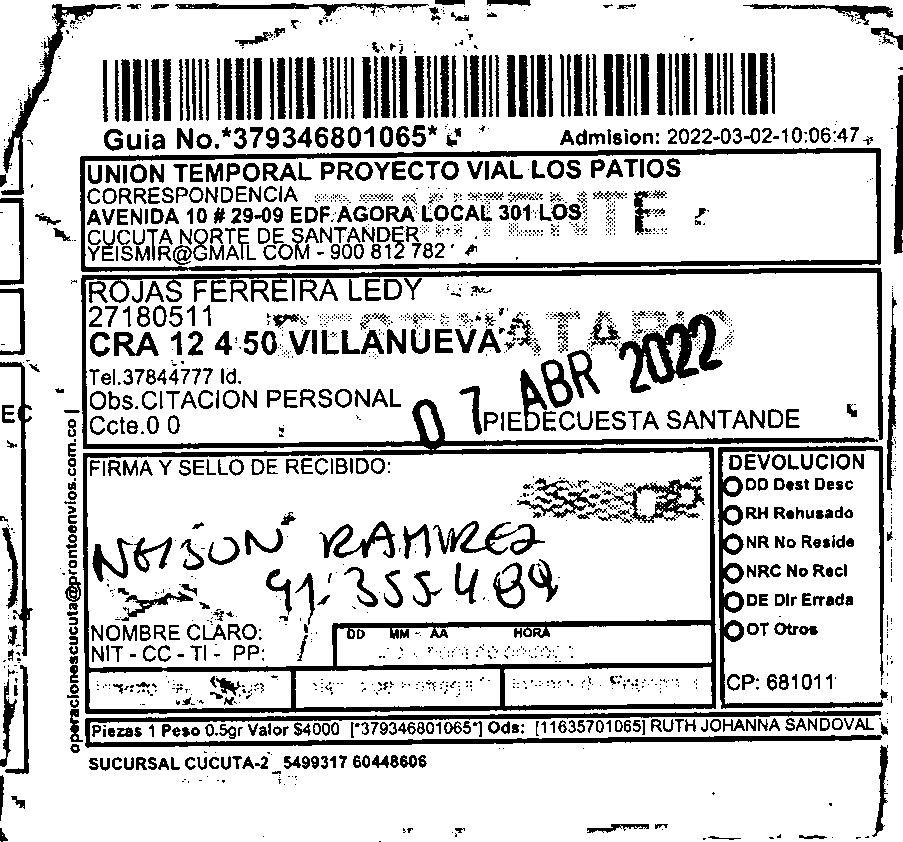 Guia No.*379346801065*
Admision: 2022-03-02-10:06:47
UNION TEMPORAL PROYECTO VIAL LOS PATIOS
CORRESPONDENCIA
REMITENTE
AVENIDA 10 # 29-09 EDF.AGORA LOCAL 301 LOS
CUCUTA NORTE DE SANTANDER
YEISMIR@GMAIL COM - 900 812 782
ROJAS FERREIRA LEDY
27180511
DESTINATARIO
CRA 12 4 50 VILLANUEVA
Tel.37844777 Id.
Obs.CITACION PERSONAL
07 ABR 2022
Ccte.0 0
PIEDECUESTA SANTANDE
operacionescucuta@prontoenvios.com.co
EC
FIRMA Y SELLO DE RECIBIDO:
NELSON RAMIREZ
91.355.489
NOMBRE CLARO:
NIT - CC - TI - PP:
DD MM - AA HORA
DEVOLUCION
DD Dest Desc
RH Rehusado
NR No Reside
NRC No Recl
DE Dir Errada
OT Otros
CP: 681011
Piezas 1 Peso 0.5gr Valor $4000 [*379346801065*] Ods: [11635701065] RUTH JOHANNA SANDOVAL
SUCURSAL CUCUTA-2 5499317 60448606